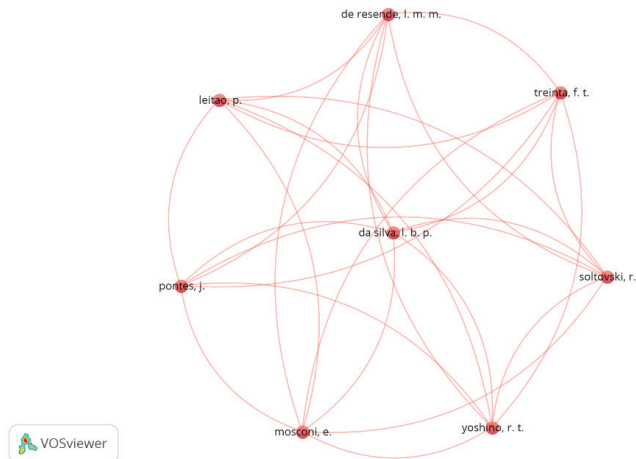 de resende, l. m. m.
treinta, f. t.
leitao, p.
da silva, l. b. p.
soltovski, r.
pontes, j.
yoshino, r. t.
mosconi, e.
VOSviewer